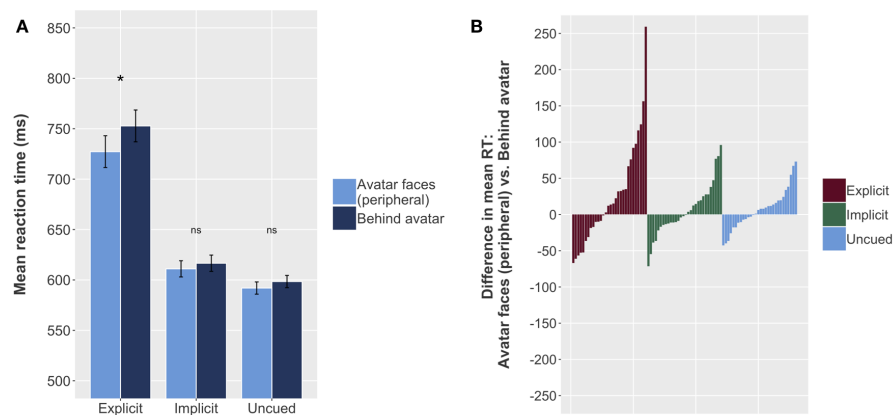 A
Mean reaction time (ms)
850
800
750
700
650
600
550
500
*
ns
ns
Explicit
Implicit
Uncued
Avatar faces
(peripheral)
Behind avatar
B
Difference in mean RT:
Avatar faces (peripheral) vs. Behind avatar
250
200
150
100
50
0
-50
-100
-150
-200
-250
Explicit
Implicit
Uncued